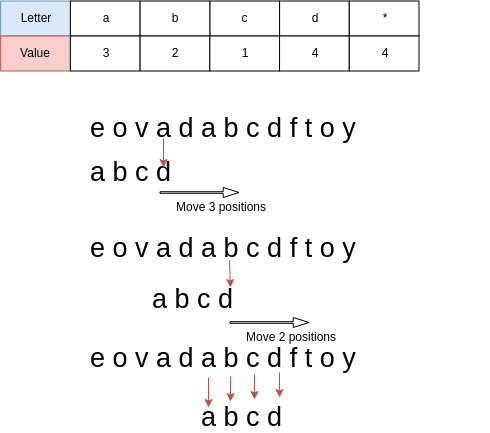 Letter a b c d *
Value 3 2 1 4 4
e o v a d a b c d f t o y
a b c d
Move 3 positions
e o v a d a b c d f t o y
a b c d
Move 2 positions
e o v a d a b c d f t o y
a b c d